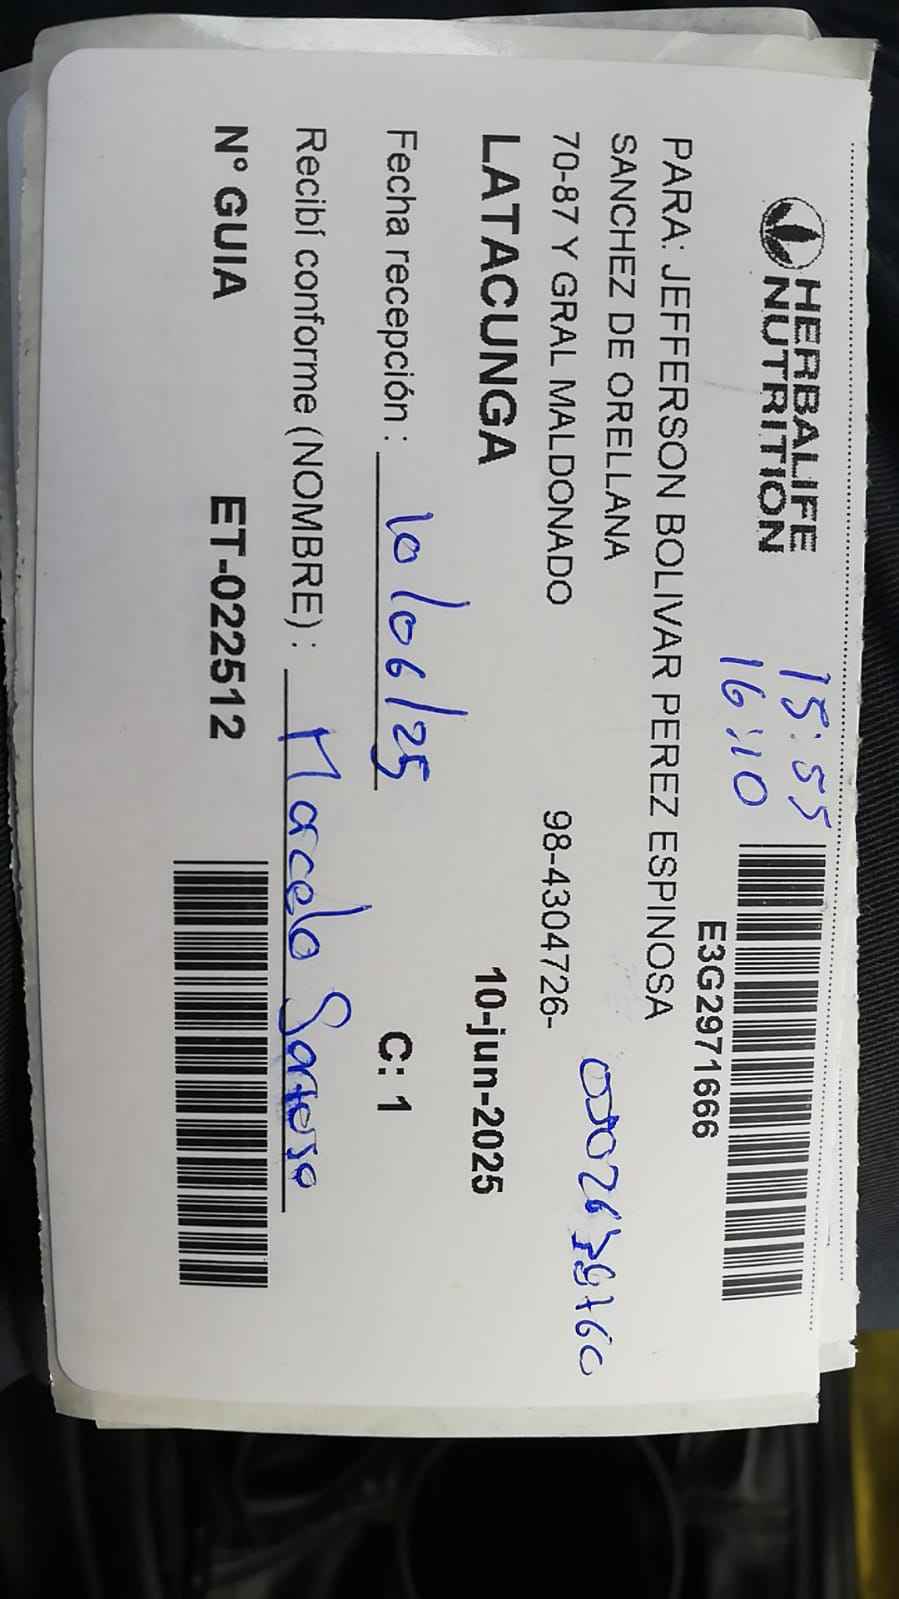 HERBALIFE
NUTRITION
15:55
16:10
E3G2971666
PARA: JEFFERSON BOLIVAR PEREZ ESPINOSA
SANCHEZ DE ORELLANA
70-87 Y GRAL MALDONADO
98-4304726-
LATACUNGA
10-jun-2025
Fecha recepción : 10/06/25
C: 1
Recibí conforme (NOMBRE) : Marcelo
N° GUIA
ET-022512